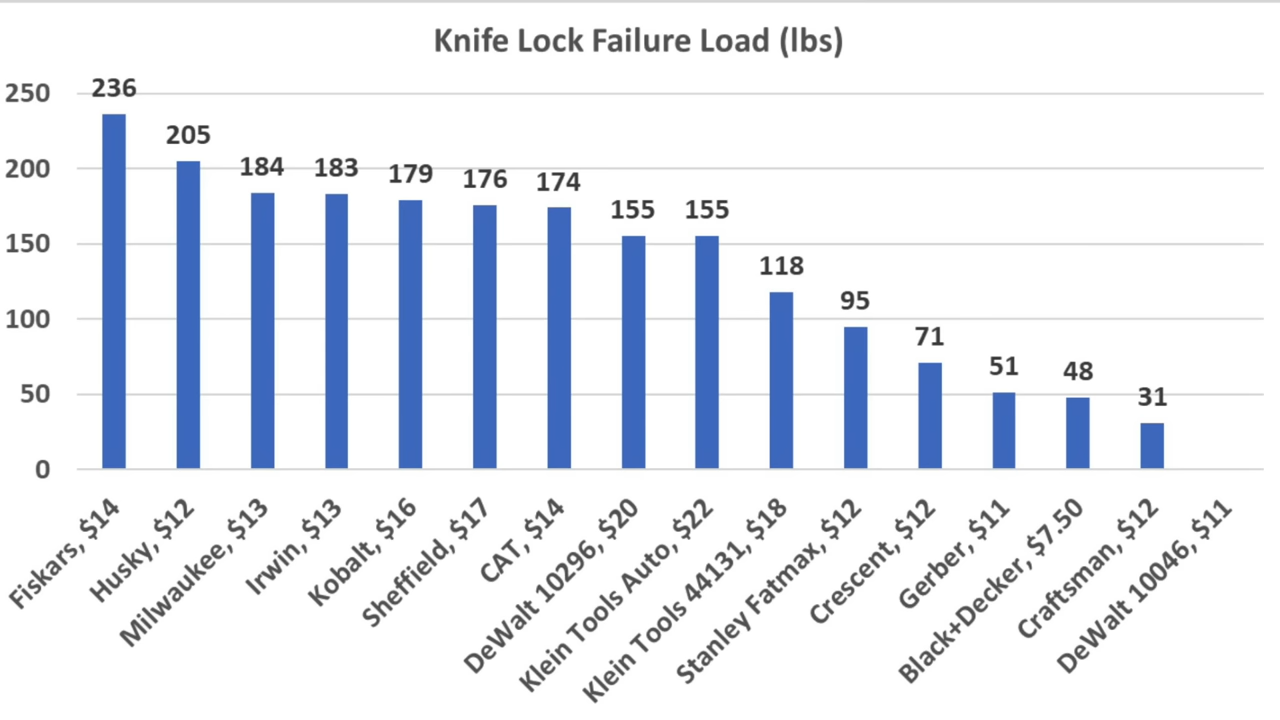 Knife Lock Failure Load (lbs)
250
200
150
100
50
0
236
205
184
183
179
176
174
155
155
118
95
71
51
48
31
Fiskars, $14
Husky, $12
Milwaukee, $13
Irwin, $13
Kobalt, $16
Sheffield, $17
CAT, $14
DeWalt 10296, $20
Klein Tools Auto, $22
Klein Tools 44131, $18
Stanley Fatmax, $12
Crescent, $12
Gerber, $11
Black+Decker, $7.50
Craftsman, $12
DeWalt 10046, $11